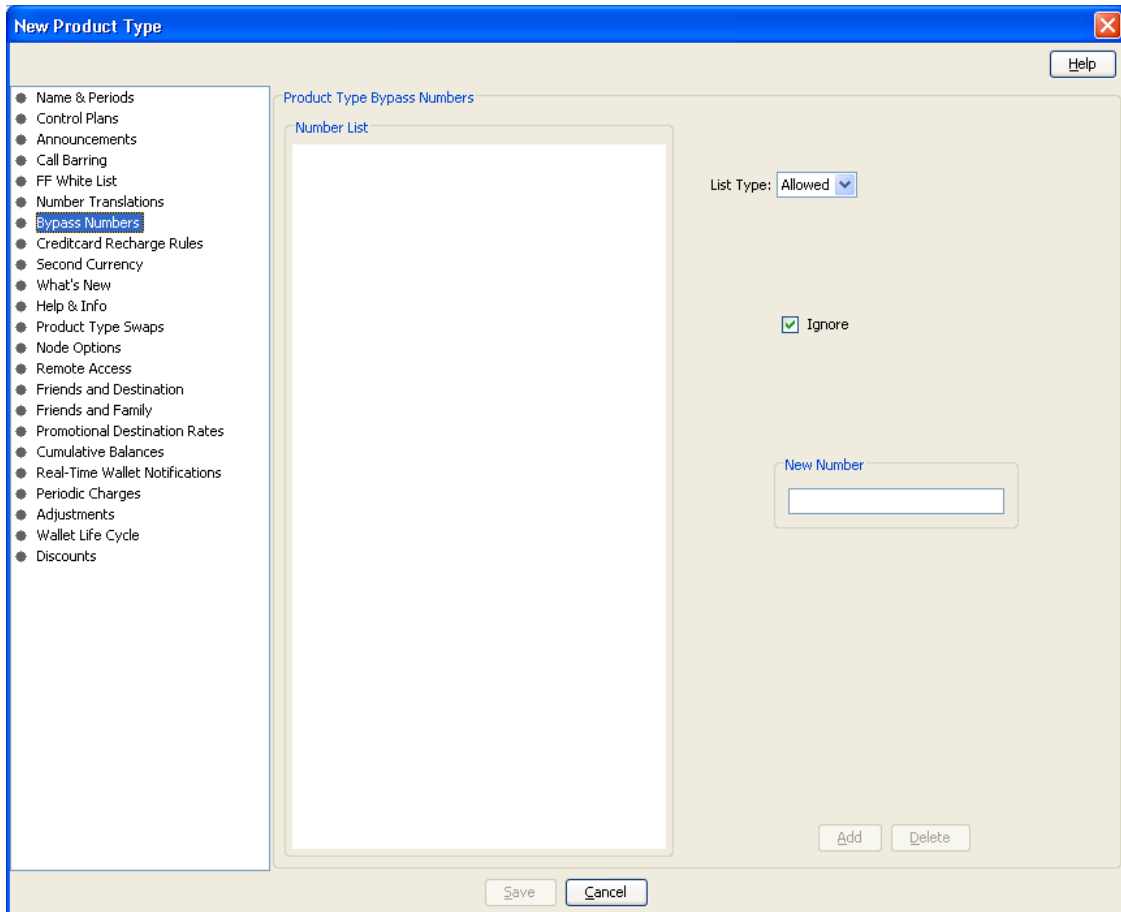 New Product Type
Help
Name & Periods
Control Plans
Announcements
Call Barring
FF White List
Number Translations
Bypass Numbers
Creditcard Recharge Rules
Second Currency
What's New
Help & Info
Product Type Swaps
Node Options
Remote Access
Friends and Destination
Friends and Family
Promotional Destination Rates
Cumulative Balances
Real-Time Wallet Notifications
Periodic Charges
Adjustments
Wallet Life Cycle
Discounts
Product Type Bypass Numbers
Number List
List Type: Allowed
Ignore
New Number
Add Delete
Save Cancel